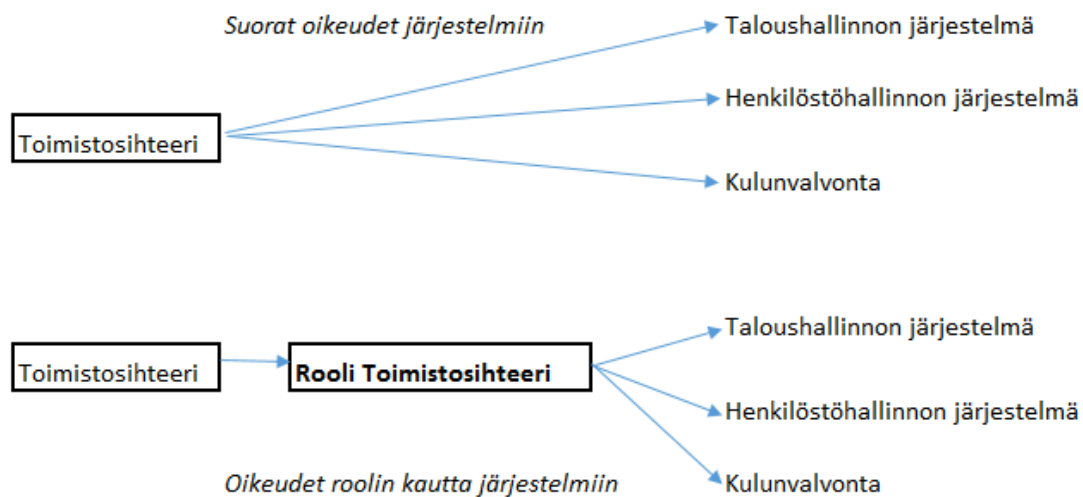 Suorat oikeudet järjestelmiin
Taloushallinnon järjestelmä
Henkilöstöhallinnon järjestelmä
Toimistosihteeri
Kulunvalvonta
Taloushallinnon järjestelmä
Toimistosihteeri
Rooli Toimistosihteeri
Henkilöstöhallinnon järjestelmä
Oikeudet roolin kautta järjestelmiin
Kulunvalvonta